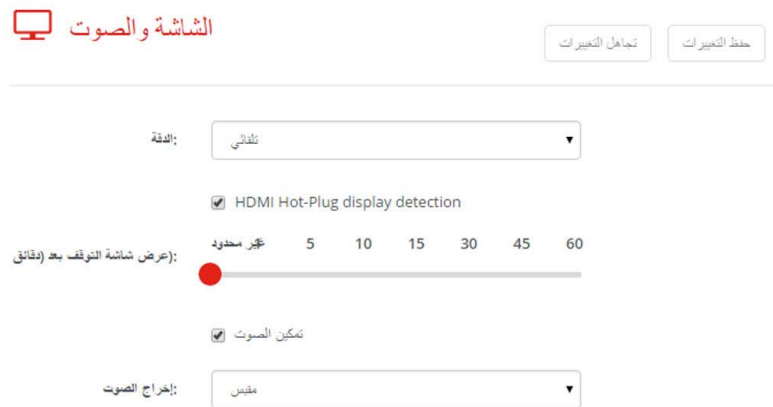 الشاشة والصوت
حفظ التغييرات
تجاهل التغييرات
الدقة:
تلقائي
HDMI Hot-Plug display detection
عرض شاشة التوقف بعد (دقائق):
غير محدود 5 10 15 30 45 60
تمكين الصوت
إخراج الصوت:
مقبس